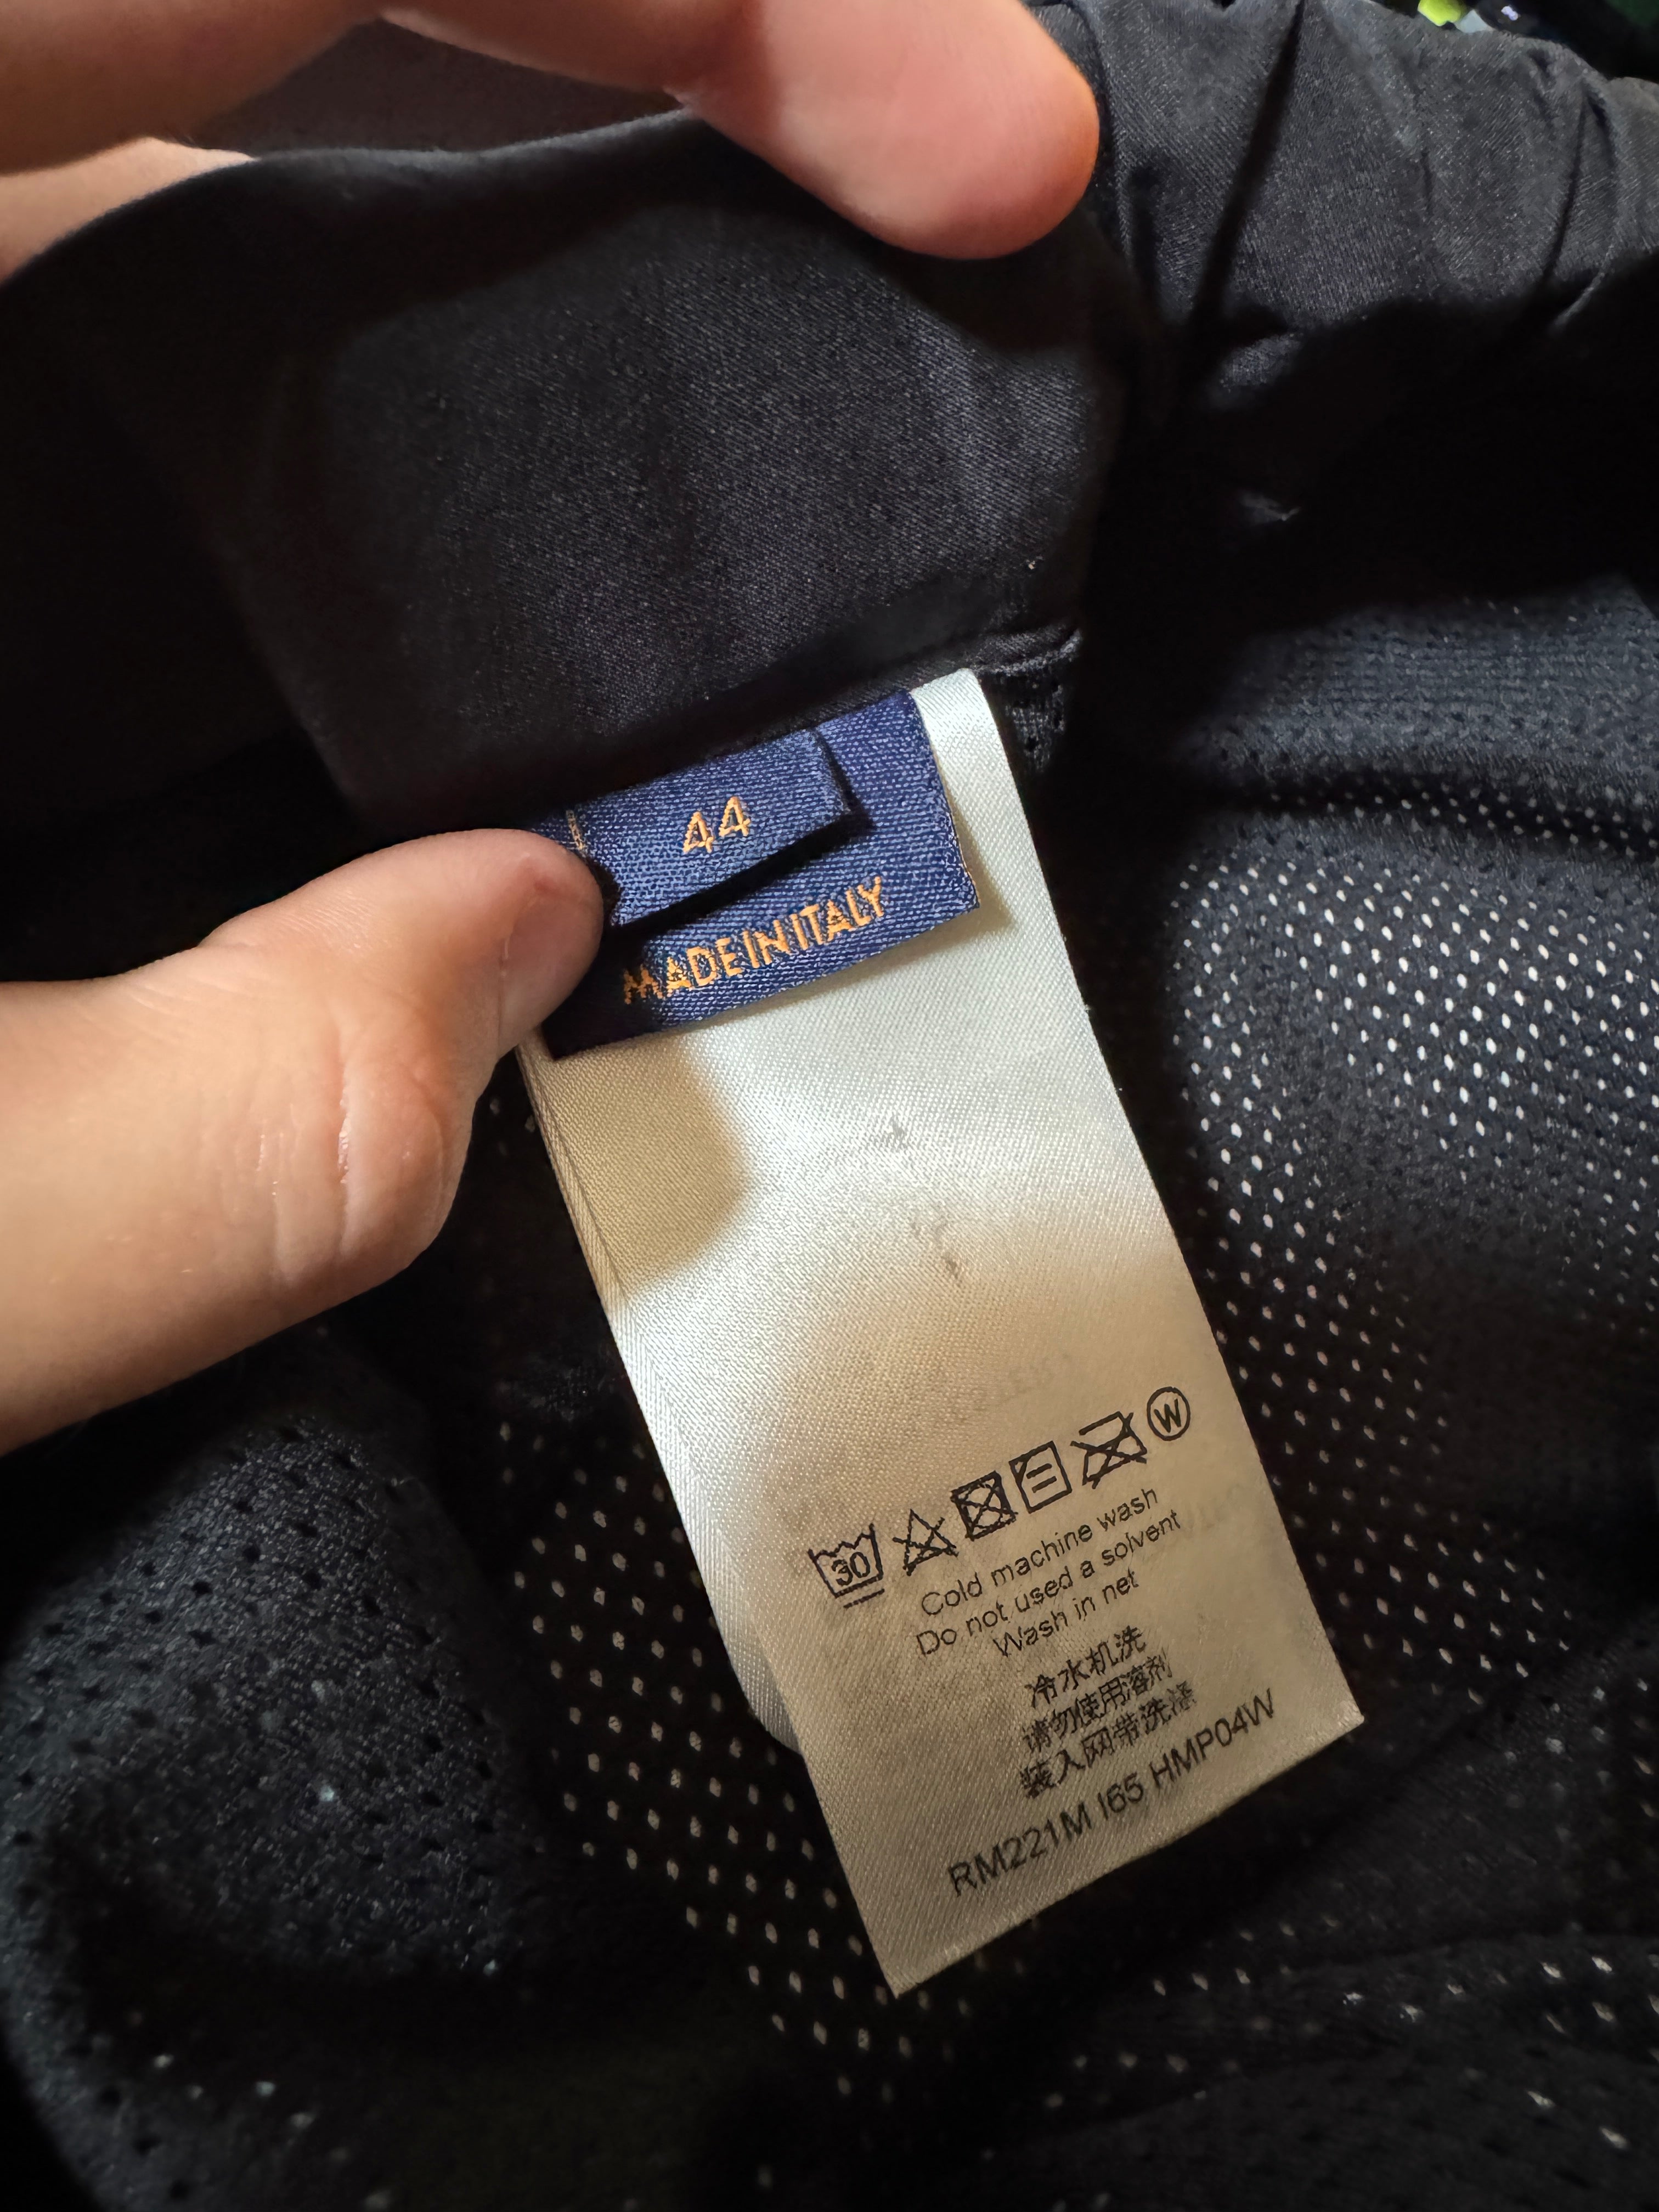 44
MADE IN ITALY
30 W
Cold machine wash
Do not used a solvent
Wash in net
冷水机洗
请勿使用溶剂
装入网带洗涤
RM221M I65 HMP04W